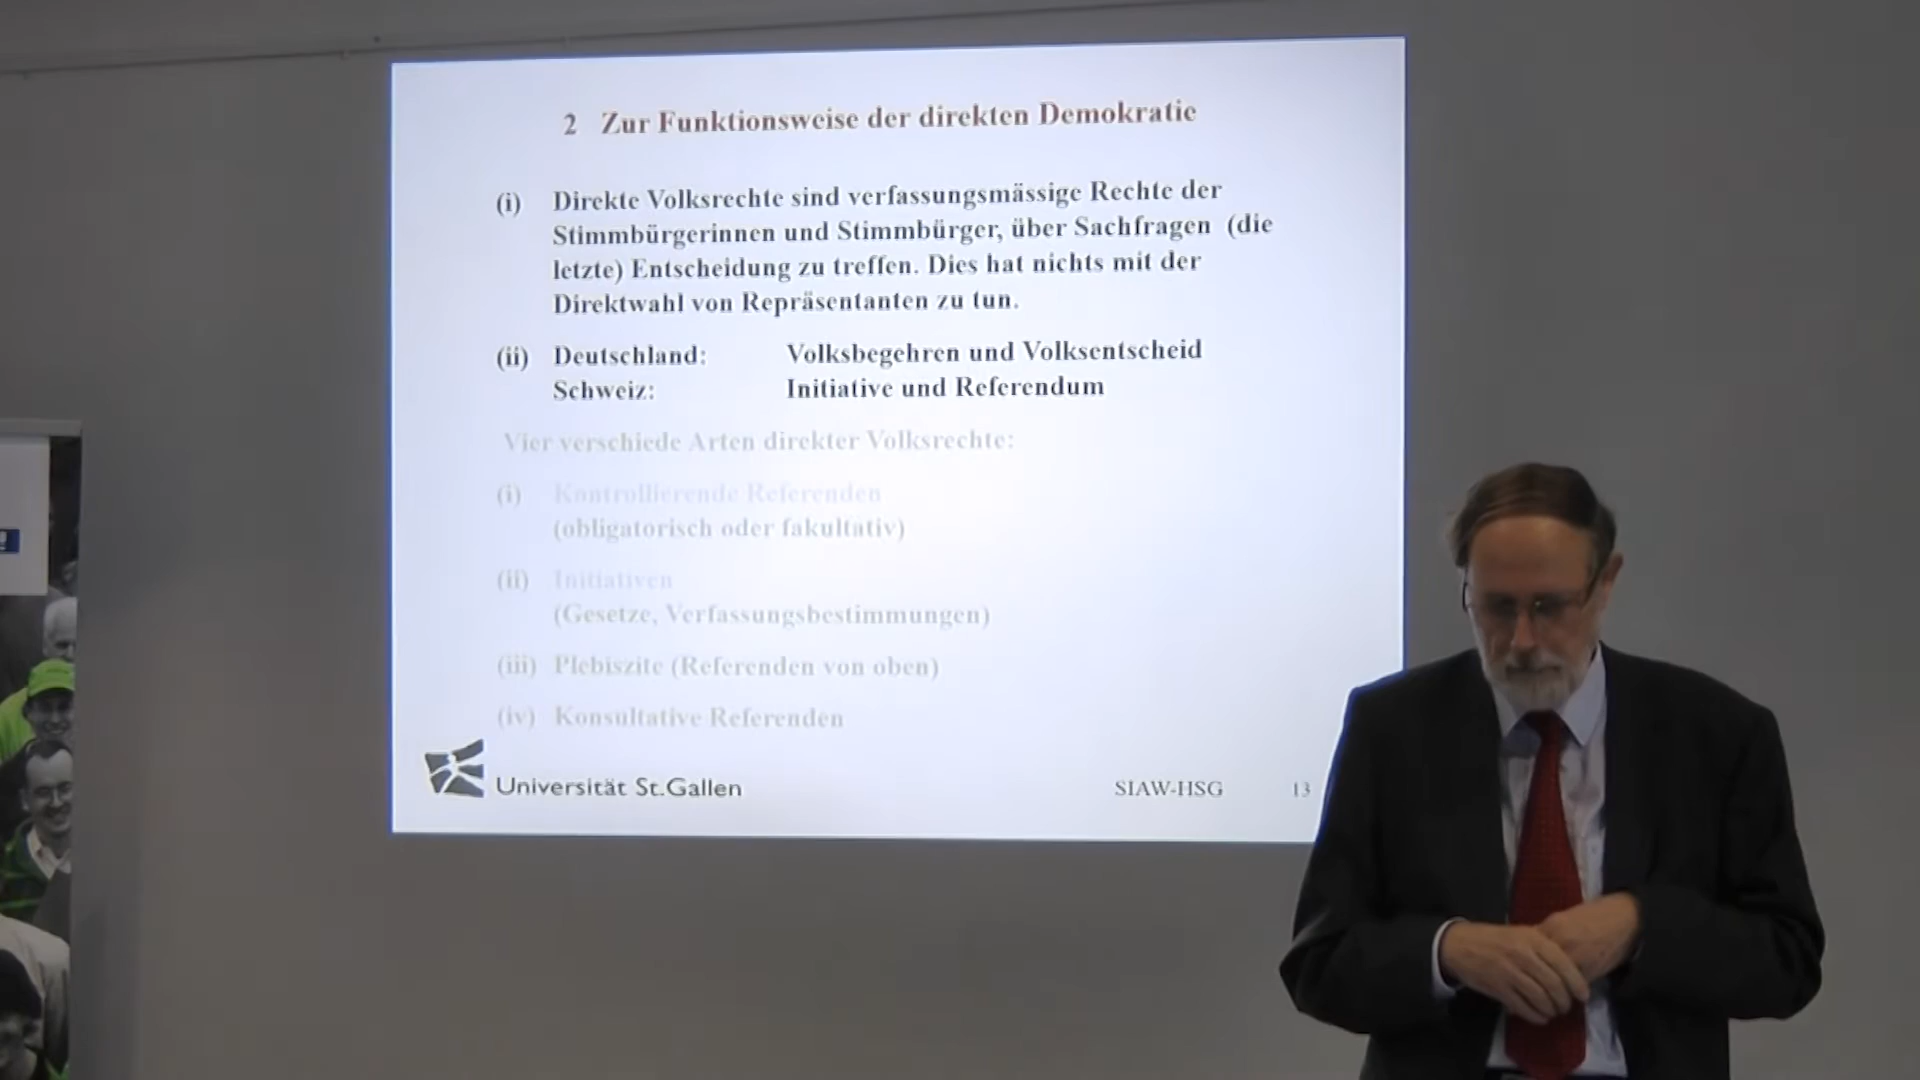 2 Zur Funktionsweise der direkten Demokratie
(i) Direkte Volksrechte sind verfassungsmässige Rechte der
Stimmbürgerinnen und Stimmbürger, über Sachfragen (die
letzte) Entscheidung zu treffen. Dies hat nichts mit der
Direktwahl von Repräsentanten zu tun.
(ii) Deutschland: Volksbegehren und Volksentscheid
Schweiz: Initiative und Referendum
Vier verschiede Arten direkter Volksrechte:
(i) Kontrollierende Referenden
(obligatorisch oder fakultativ)
(ii) Initiativen
(Gesetze, Verfassungsbestimmungen)
(iii) Plebiszite (Referenden von oben)
(iv) Konsultative Referenden
Universität St.Gallen
SIAW-HSG 13